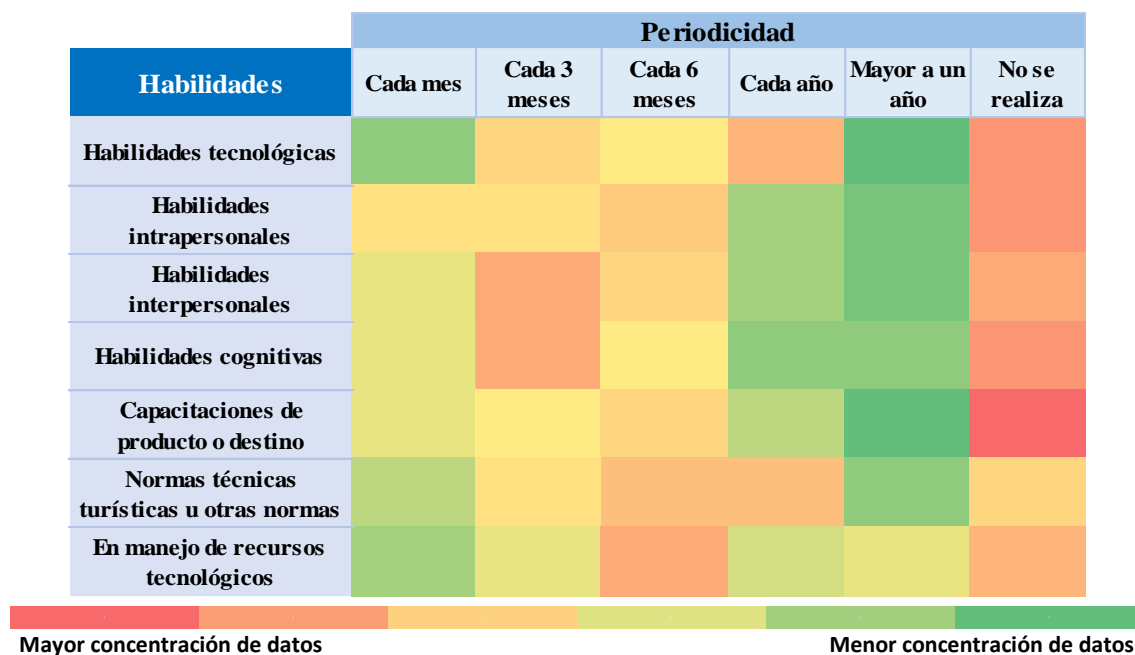 Periodicidad
Habilidades
Cada mes
Cada 3
meses
Cada 6
meses
Cada año
Mayor a un
año
No se
realiza
Habilidades tecnológicas
Habilidades
intrapersonales
Habilidades
interpersonales
Habilidades cognitivas
Capacitaciones de
producto o destino
Normas técnicas
turísticas u otras normas
En manejo de recursos
tecnológicos
Mayor concentración de datos
Menor concentración de datos